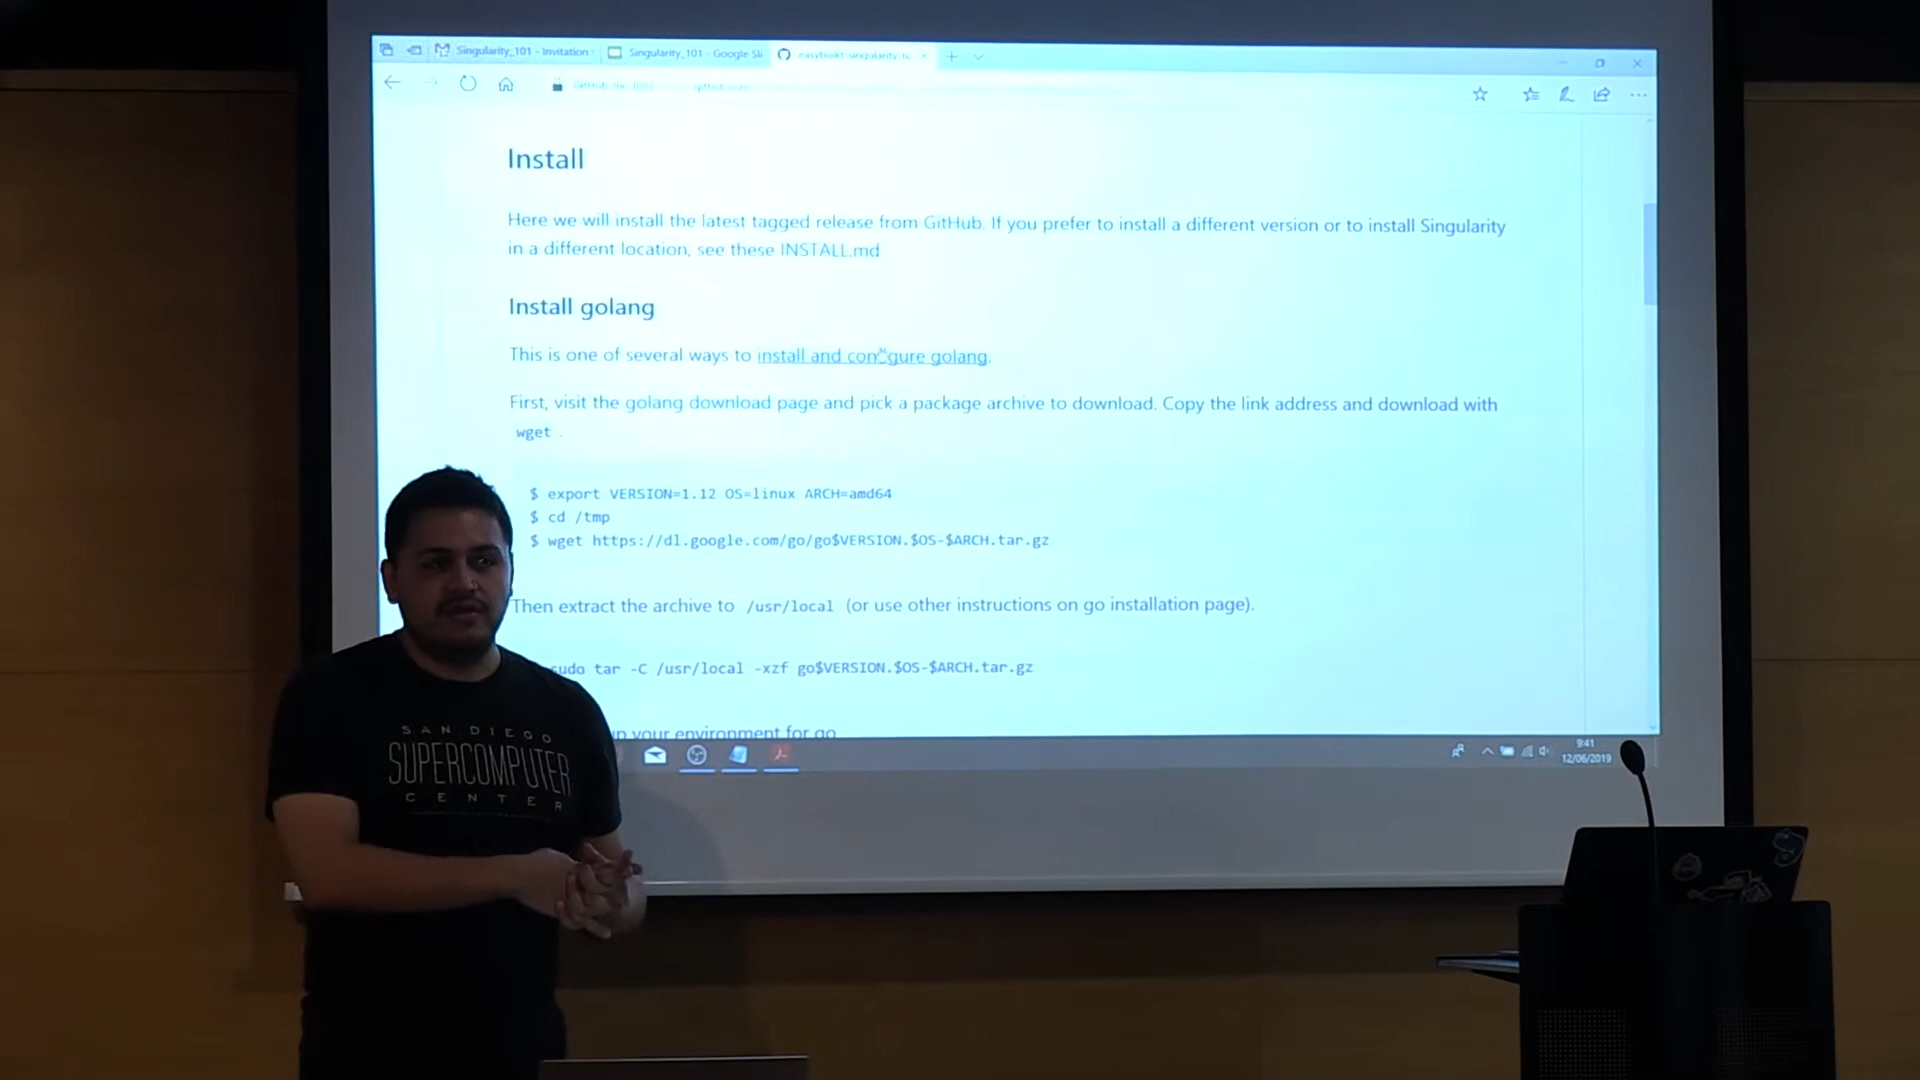 Singularity_101 - Invitation
Singularity_101 - Google Sli
Install
Here we will install the latest tagged release from GitHub. If you prefer to install a different version or to install Singularity
in a different location, see these INSTALL.md
Install golang
This is one of several ways to install and configure golang.
First, visit the golang download page and pick a package archive to download. Copy the link address and download with
wget .
$ export VERSION=1.12 OS=linux ARCH=amd64
$ cd /tmp
$ wget https://dl.google.com/go/go$VERSION.$OS-$ARCH.tar.gz
Then extract the archive to /usr/local (or use other instructions on go installation page).
sudo tar -C /usr/local -xzf go$VERSION.$OS-$ARCH.tar.gz
up your environment for go
9:41
12/06/2019
SAN DIEGO
SUPERCOMPUTER
CENTER